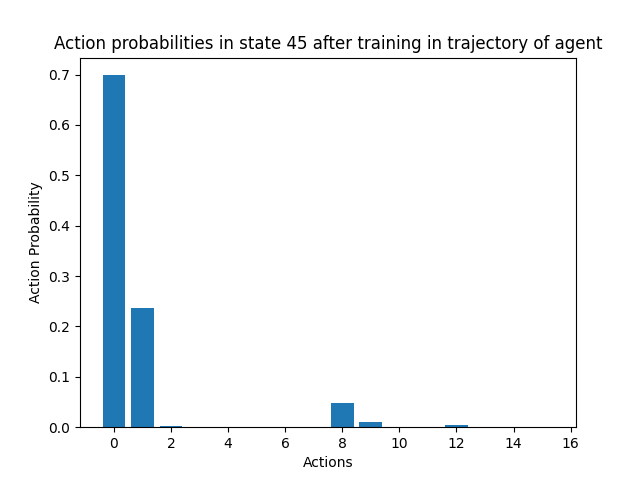 Action probabilities in state 45 after training in trajectory of agent
0.7
0.6
0.5
0.4
0.3
0.2
0.1
0.0
Action Probability
0 2 4 6 8 10 12 14 16
Actions